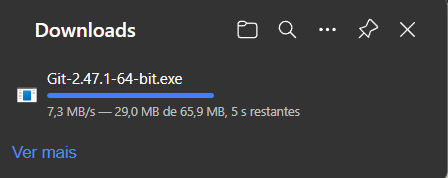 Downloads
Git-2.47.1-64-bit.exe
7,3 MB/s — 29,0 MB de 65,9 MB, 5 s restantes
Ver mais